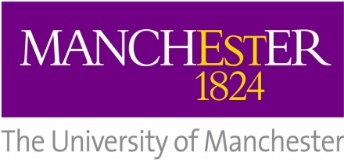 MANCHESTER
1824
The University of Manchester